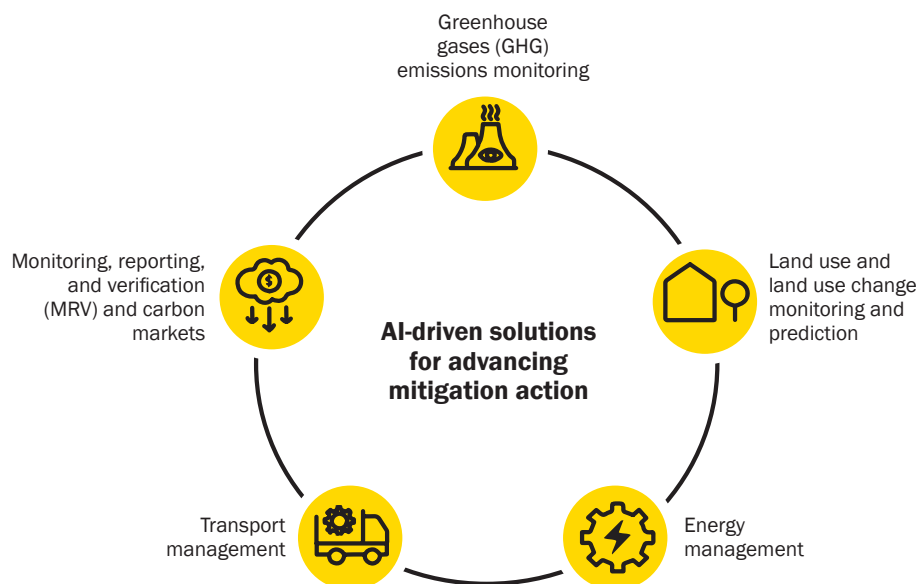 Greenhouse
gases (GHG)
emissions monitoring
Monitoring, reporting,
and verification
(MRV) and carbon
markets
$
Land use and
land use change
monitoring and
prediction
AI-driven solutions
for advancing
mitigation action
Transport
management
Energy
management